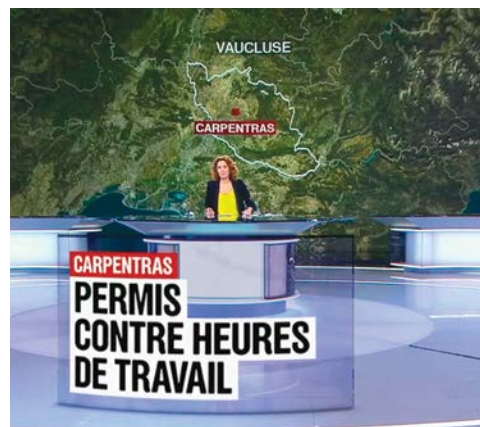 VAUCLUSE
CARPENTRAS
CARPENTRAS
PERMIS
CONTRE HEURES
DE TRAVAIL